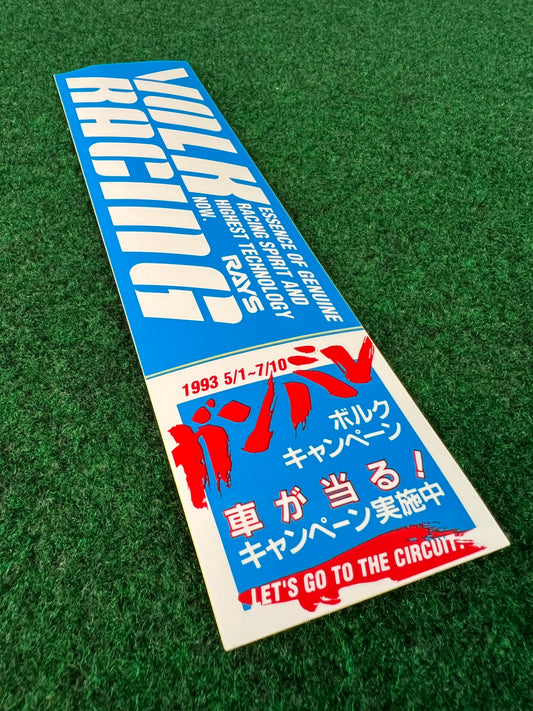 VOLK
RACING
ESSENCE OF GENUINE
RACING SPIRIT AND
HIGHEST TECHNOLOGY
NOW.
RAYS
1993 5/1~7/10
ガンバレ
ボルク
キャンペーン
車が当る!
キャンペーン実施中
LET'S GO TO THE CIRCUIT.